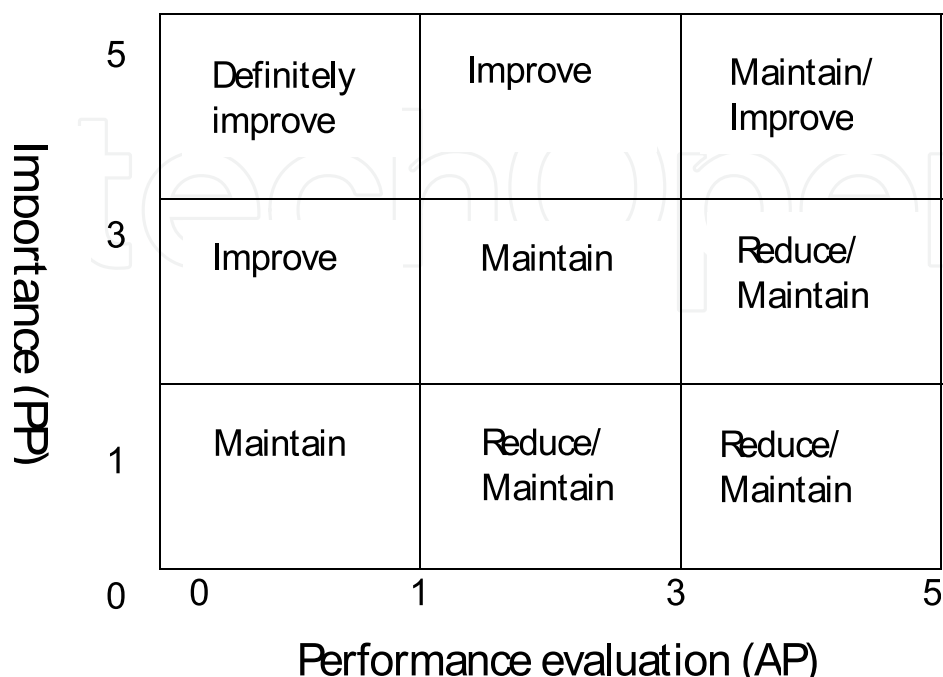 5
Definitely
improve
Improve
Maintain/
Improve
3
Improve
Maintain
Reduce/
Maintain
1
Maintain
Reduce/
Maintain
Reduce/
Maintain
0
0 1 3 5
Importance (PP)
Performance evaluation (AP)